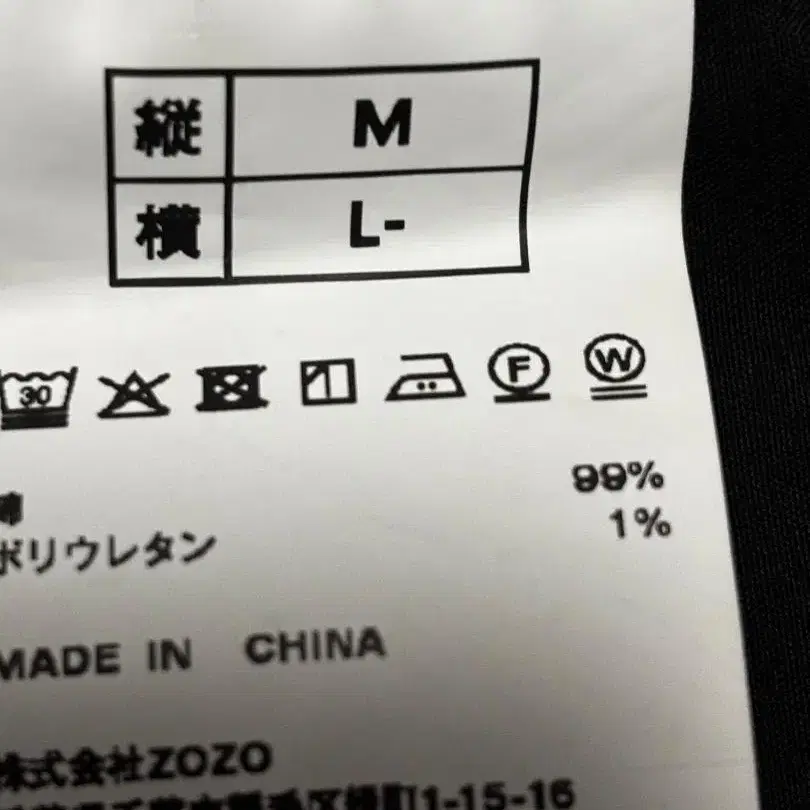 縦 M
横 L-
30 F W
綿 99%
ポリウレタン 1%
MADE IN CHINA
株式会社ZOZO
1-15-16